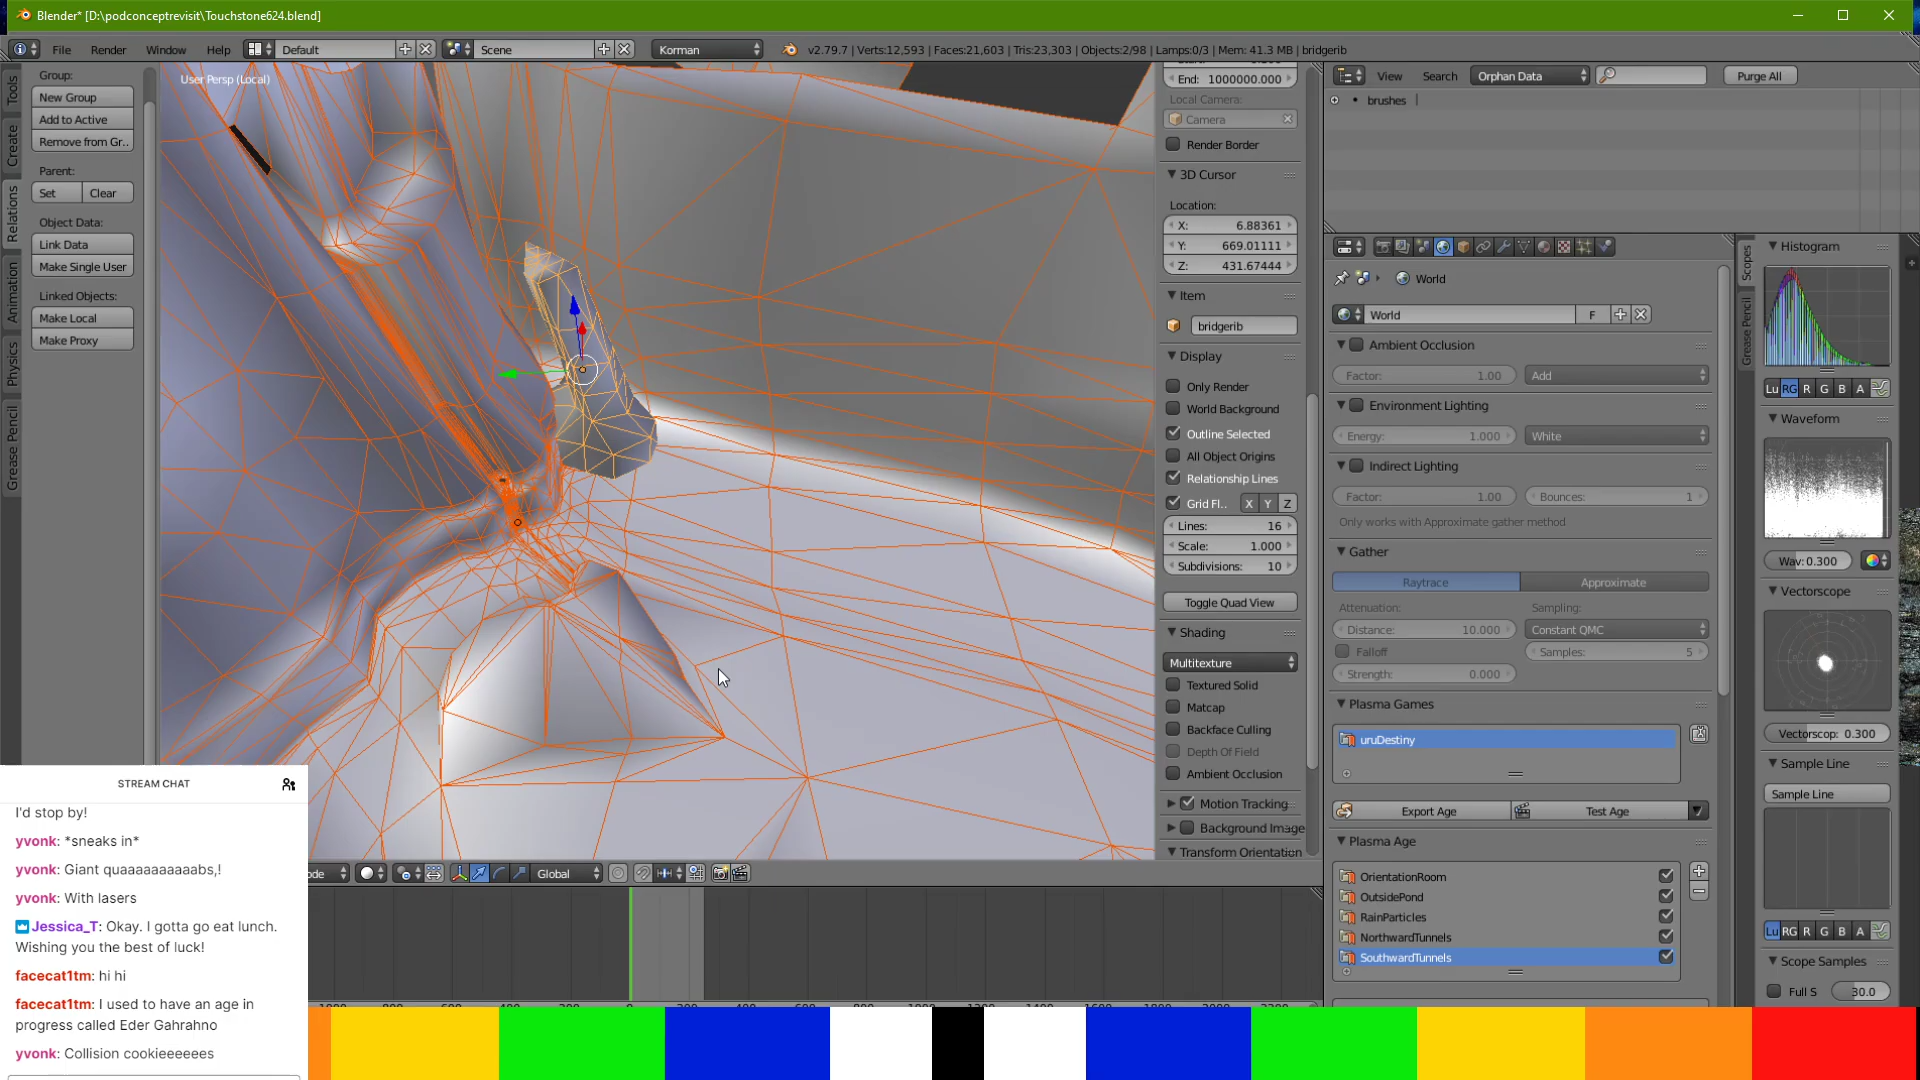 Blender* [D:\podconceptrevisit\Touchstone624.blend]
File Render Window Help Default Scene Korman v2.79.7 | Verts:12,593 | Faces:21,603 | Tris:23,303 | Objects:2/98 | Lamps:0/3 | Mem: 41.3 MB | bridgerib
Tools
Create
Relations
Animation
Physics
Grease Pencil
Group:
New Group
Add to Active
Remove from Gr..
Parent:
Set Clear
Object Data:
Link Data
Make Single User
Linked Objects:
Make Local
Make Proxy
User Persp (Local)
End: 1000000.000
Local Camera:
Camera
Render Border
3D Cursor
Location:
X: 6.88361
Y: 669.01111
Z: 431.67444
Item
bridgerib
Display
Only Render
World Background
Outline Selected
All Object Origins
Relationship Lines
Grid Fl.. X Y Z
Lines: 16
Scale: 1.000
Subdivisions: 10
Toggle Quad View
Shading
Multitexture
Textured Solid
Matcap
Backface Culling
Depth Of Field
Ambient Occlusion
Motion Tracking
Background Image
Transform Orientation
View Search Orphan Data Purge All
brushes
World
World F
Ambient Occlusion
Factor: 1.00 Add
Environment Lighting
Energy: 1.000 White
Indirect Lighting
Factor: 1.00 Bounces: 1
Only works with Approximate gather method
Gather
Raytrace Approximate
Attenuation: Sampling:
Distance: 10.000 Constant QMC
Falloff Samples: 5
Strength: 0.000
Plasma Games
uruDestiny
Export Age Test Age
Plasma Age
OrientationRoom
OutsidePond
RainParticles
NorthwardTunnels
SouthwardTunnels
Scopes
Grease Pencil
Histogram
Lu RG R G B A
Waveform
Wav: 0.300
Vectorscope
Vectorscop: 0.300
Sample Line
Sample Line
Lu RG R G B A
Scope Samples
Full S 30.0
ode Global
STREAM CHAT
I'd stop by!
yvonk: *sneaks in*
yvonk: Giant quaaaaaaaaaabs,!
yvonk: With lasers
Jessica_T: Okay. I gotta go eat lunch.
Wishing you the best of luck!
facecat1tm: hi hi
facecat1tm: I used to have an age in
progress called Eder Gahrahno
yvonk: Collision cookieeeeees